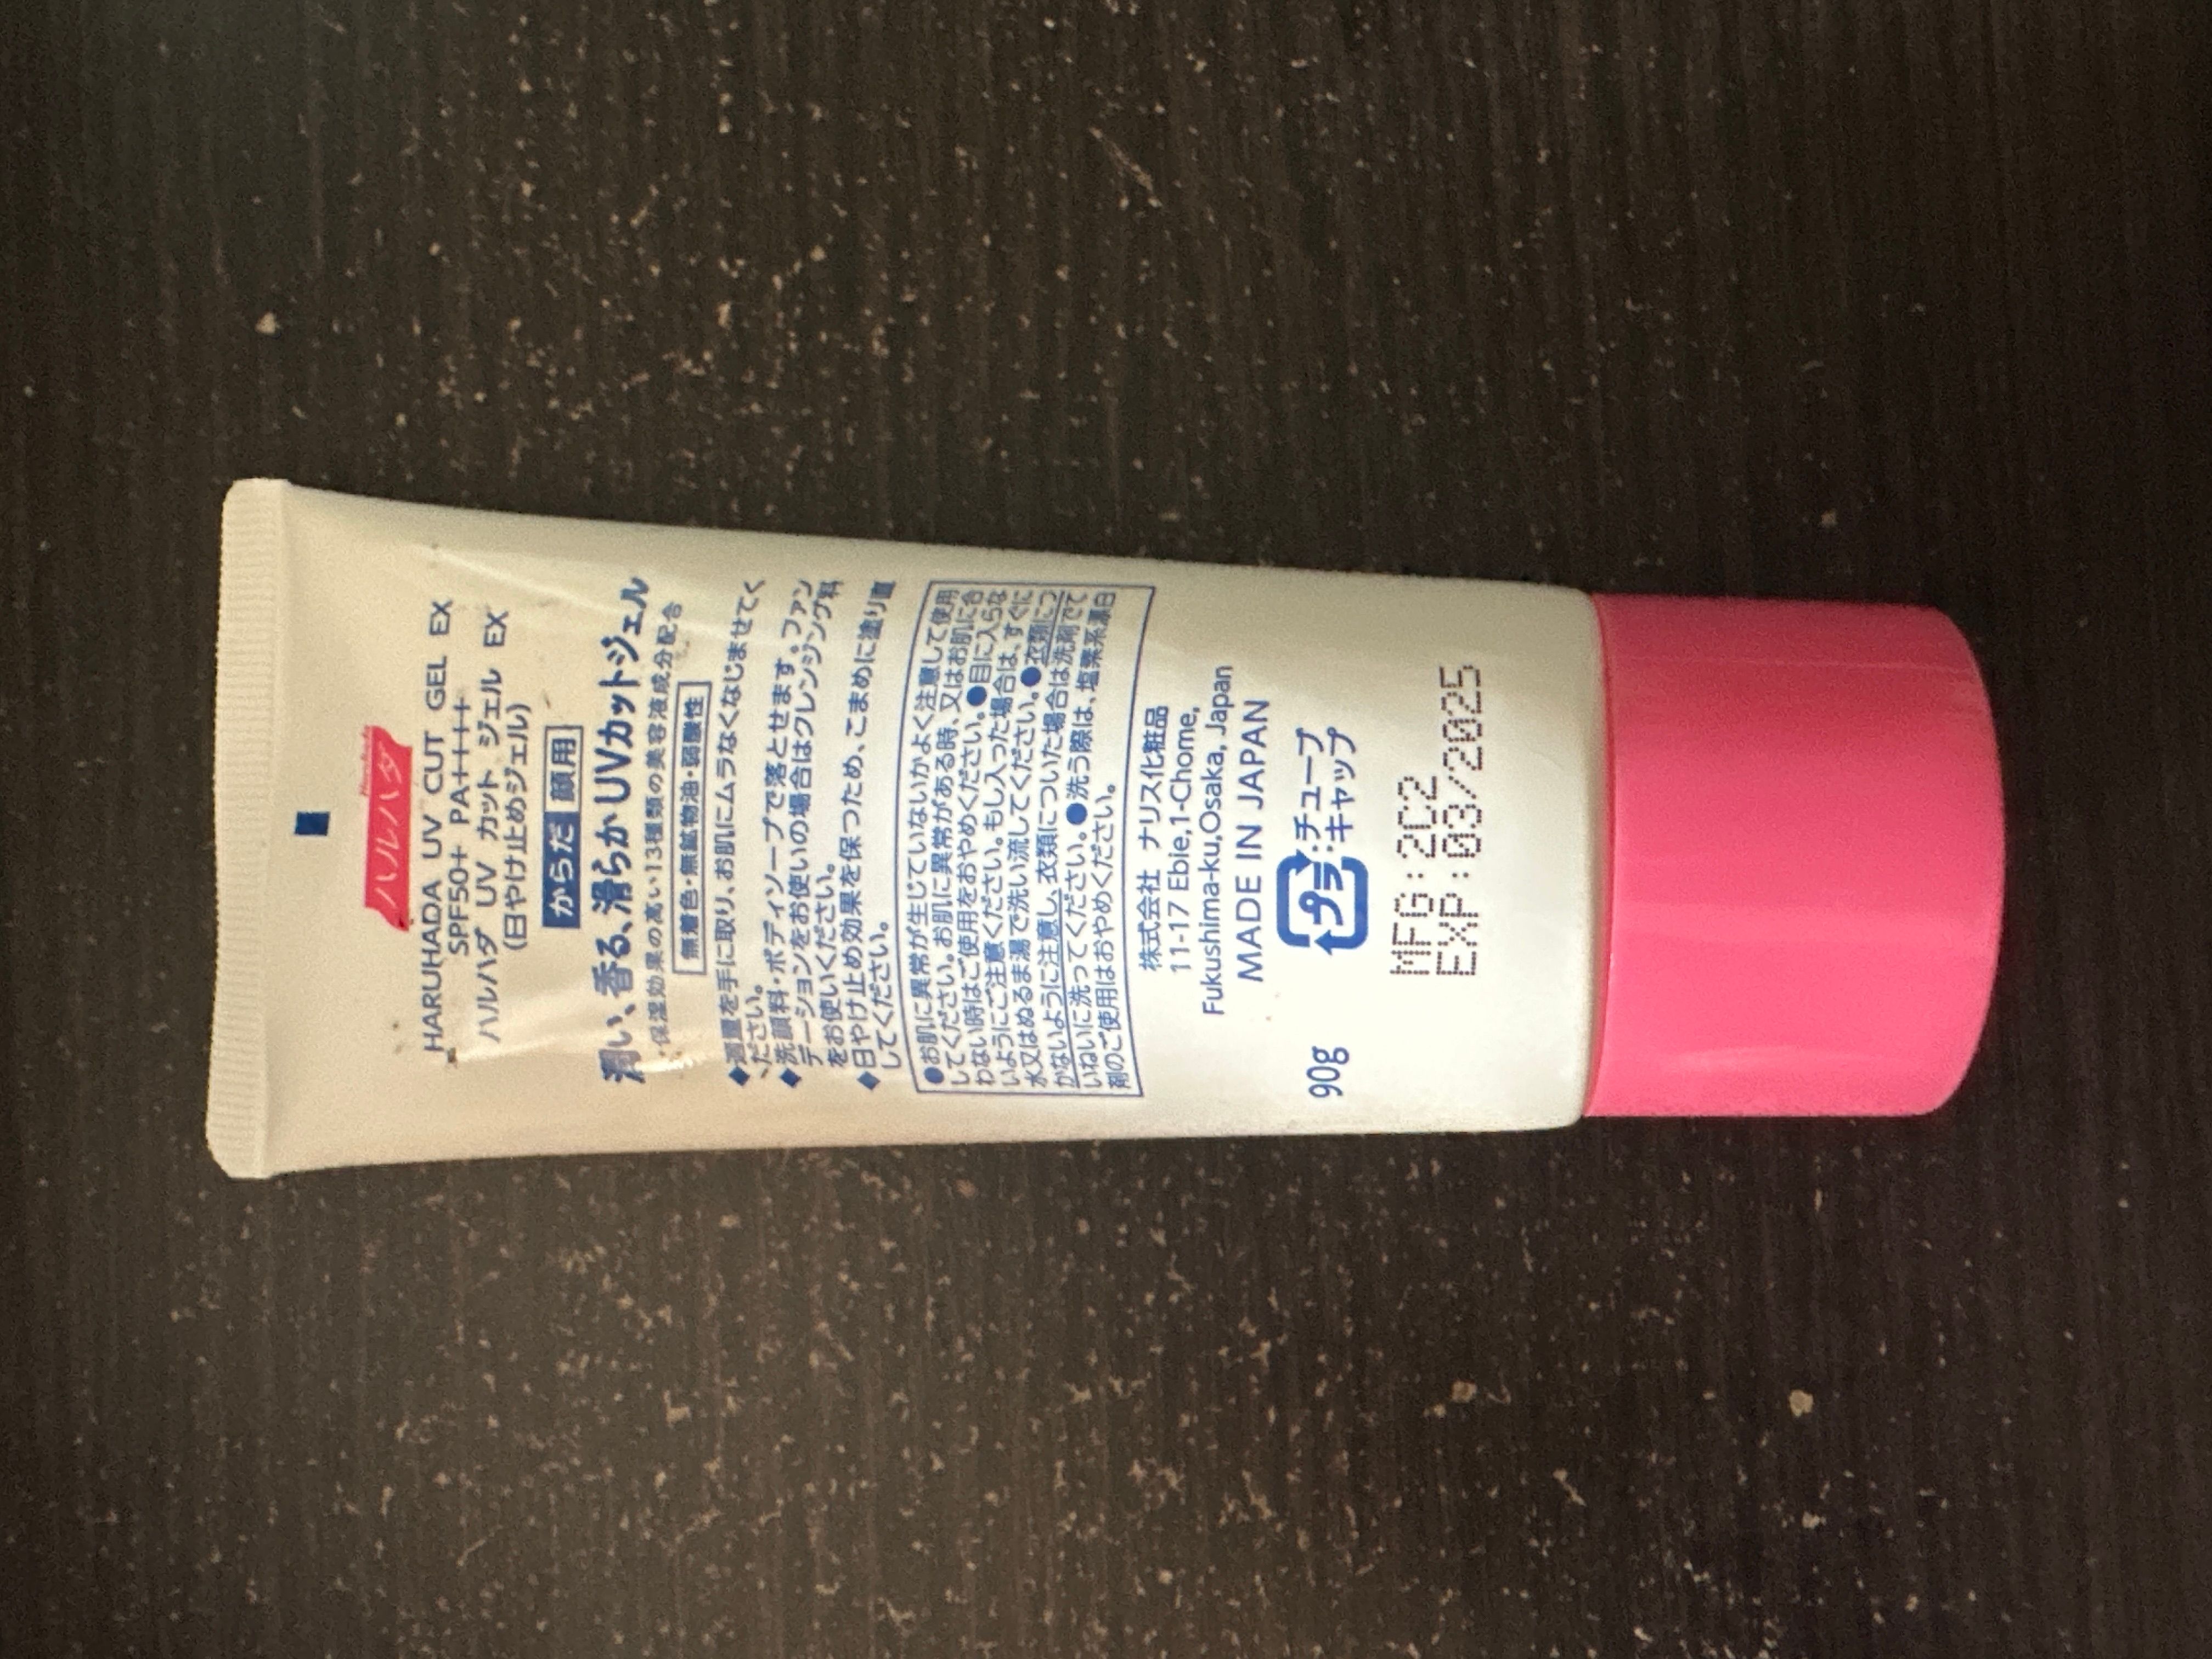 ハルハダ
HARUHADA UV CUT GEL EX
SPF50+ PA++++
ハルハダ UV カット ジェル EX
(日やけ止めジェル)
からだ 顔用
潤い、香る、滑らかUVカットジェル
・保湿効果の高い13種類の美容液成分配合
無着色・無鉱物油・弱酸性
◆適量を手に取り、お肌にムラなくなじませてく
ださい。
◆洗顔料・ボディソープで落とせます。ファン
デーションをお使いの場合はクレンジング料
をお使いください。
◆日やけ止め効果を保つため、こまめに塗り直
してください。
●お肌に異常が生じていないかよく注意して使用
してください。お肌に異常がある時、又はお肌に合
わない時はご使用をおやめください。●目に入らな
いようにご注意ください。もし入った場合は、すぐに
水又はぬるま湯で洗い流してください。●衣類につ
かないように注意し、衣類についた場合は洗剤でて
いねいに洗ってください。●洗う際は、塩素系漂白
剤のご使用はおやめください。
株式会社 ナリス化粧品
11-17 Ebie,1-Chome,
Fukushima-ku,Osaka, Japan
MADE IN JAPAN
プラ :チューブ
キャップ
90g
MFG:2C2
EXP:03/2025